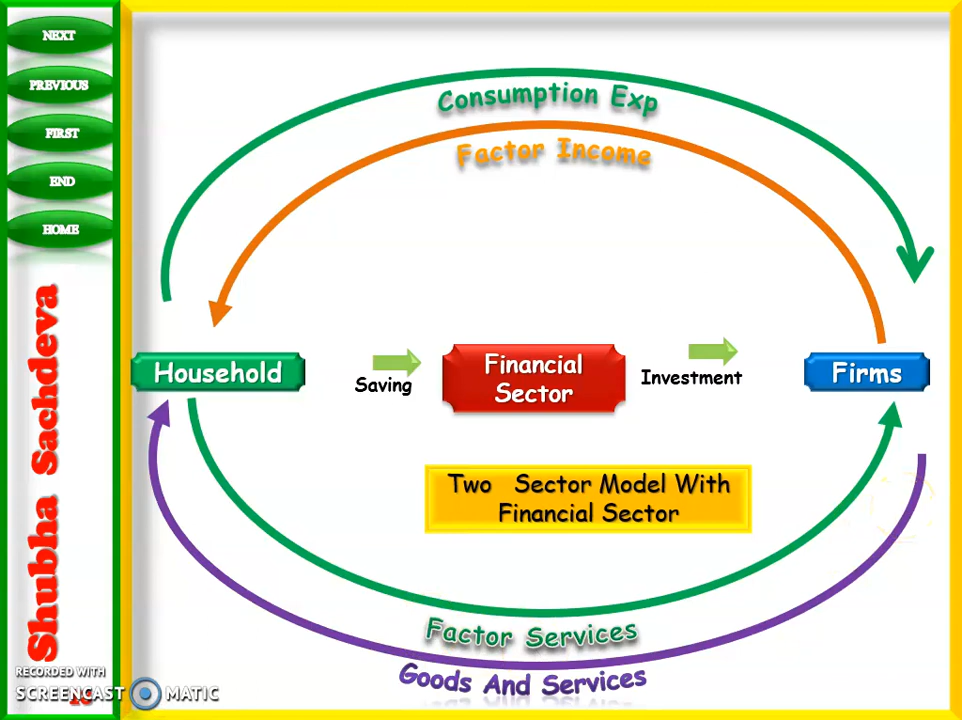 NEXT
PREVIOUS
FIRST
END
HOME
Shubha Sachdeva
RECORDED WITH
SCREENCAST MATIC
Consumption Exp
Factor Income
Household
Saving
Financial
Sector
Investment
Firms
Two Sector Model With
Financial Sector
Factor Services
Goods And Services